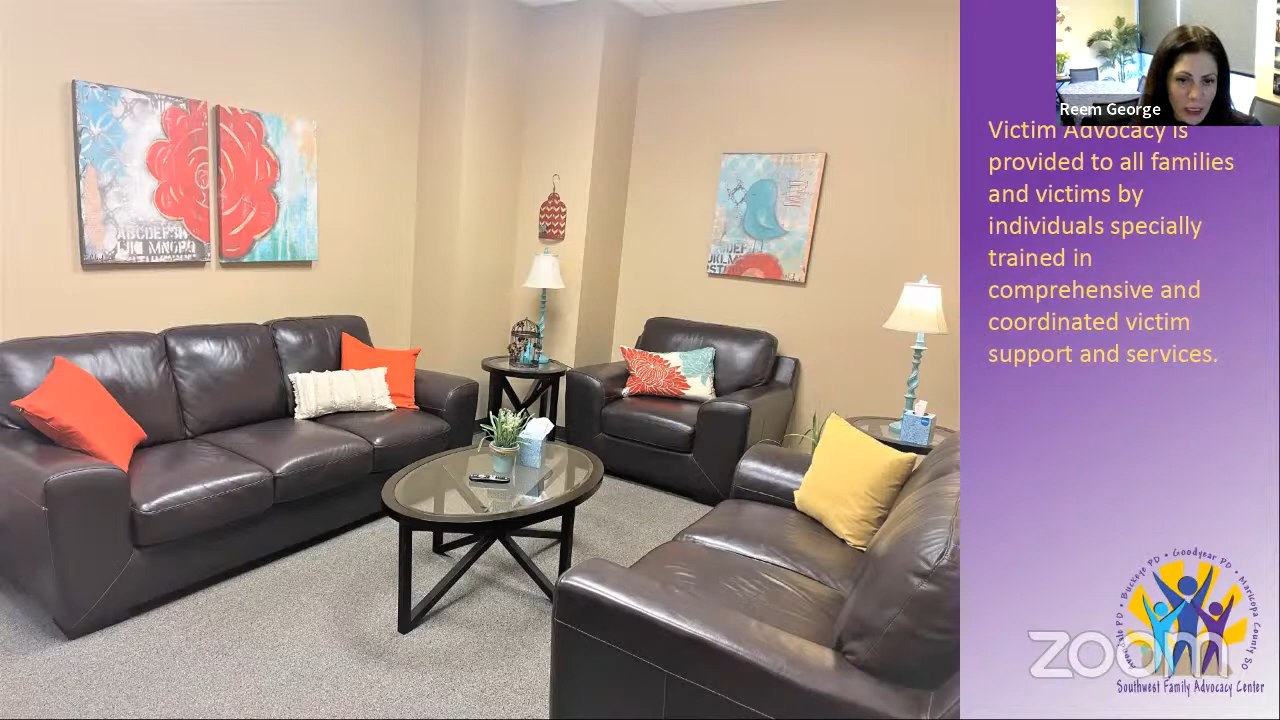 Reem George
Victim Advocacy is
provided to all families
and victims by
individuals specially
trained in
comprehensive and
coordinated victim
support and services.
ABCDEF
Buckeye PD • Goodyear PD • Maricopa County SO
zoom
Southwest Family Advocacy Center